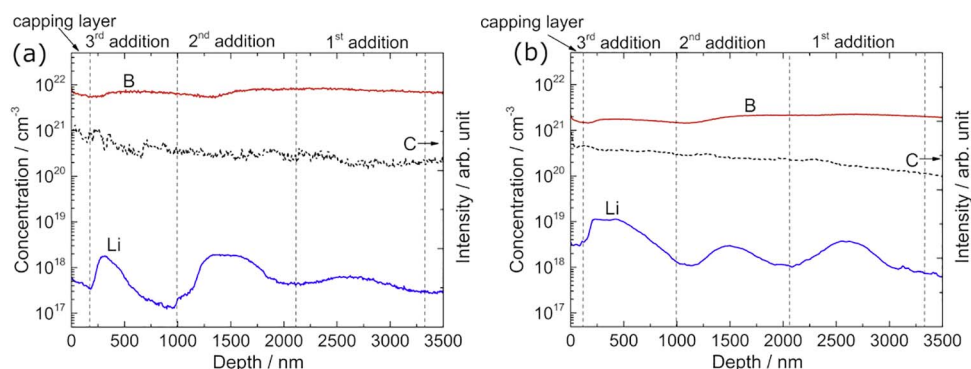 capping layer
(a)
3rd addition
2nd addition
1st addition
B
C
Li
10^22
10^21
10^20
10^19
10^18
10^17
Concentration / cm^-3
Intensity / arb. unit
0 500 1000 1500 2000 2500 3000 3500
Depth / nm
capping layer
(b)
3rd addition
2nd addition
1st addition
B
C
Li
10^22
10^21
10^20
10^19
10^18
10^17
Concentration / cm^-3
Intensity / arb. unit
0 500 1000 1500 2000 2500 3000 3500
Depth / nm